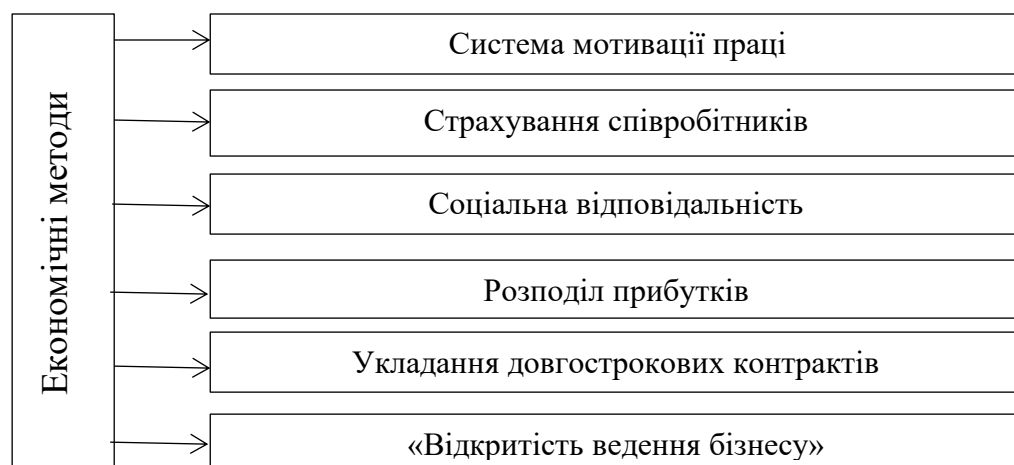 Економічні методи
Система мотивації праці
Страхування співробітників
Соціальна відповідальність
Розподіл прибутків
Укладання довгострокових контрактів
«Відкритість ведення бізнесу»